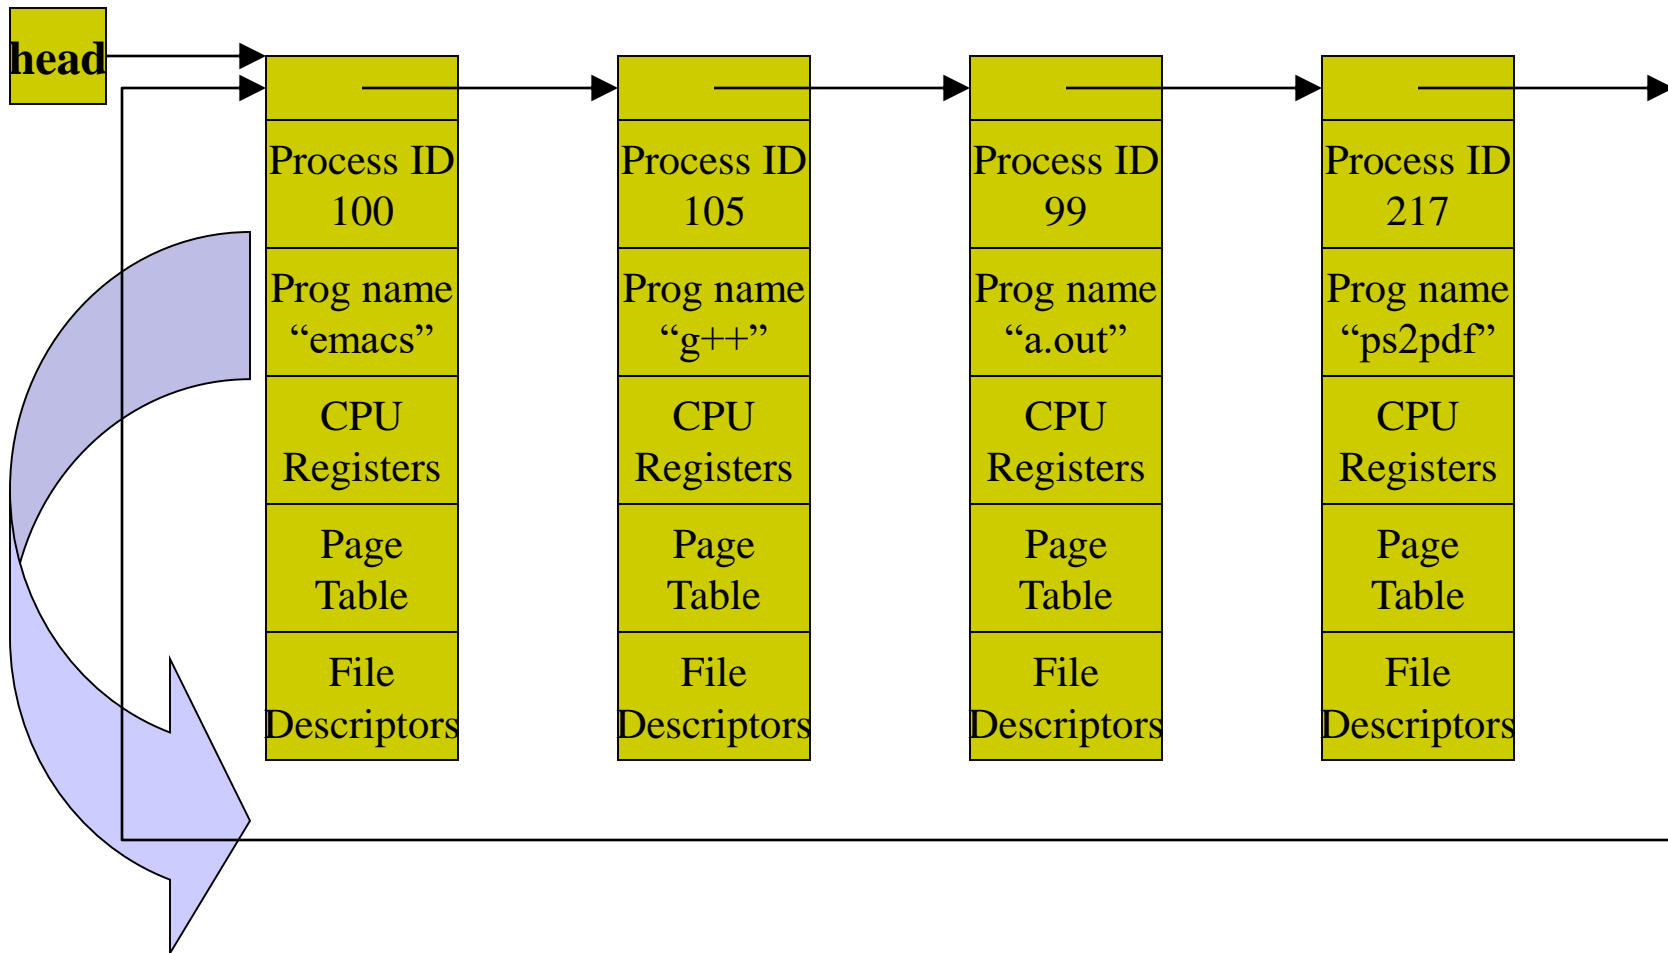 head
Process ID
100
Prog name
“emacs”
CPU
Registers
Page
Table
File
Descriptors
Process ID
105
Prog name
“g++”
CPU
Registers
Page
Table
File
Descriptors
Process ID
99
Prog name
“a.out”
CPU
Registers
Page
Table
File
Descriptors
Process ID
217
Prog name
“ps2pdf”
CPU
Registers
Page
Table
File
Descriptors